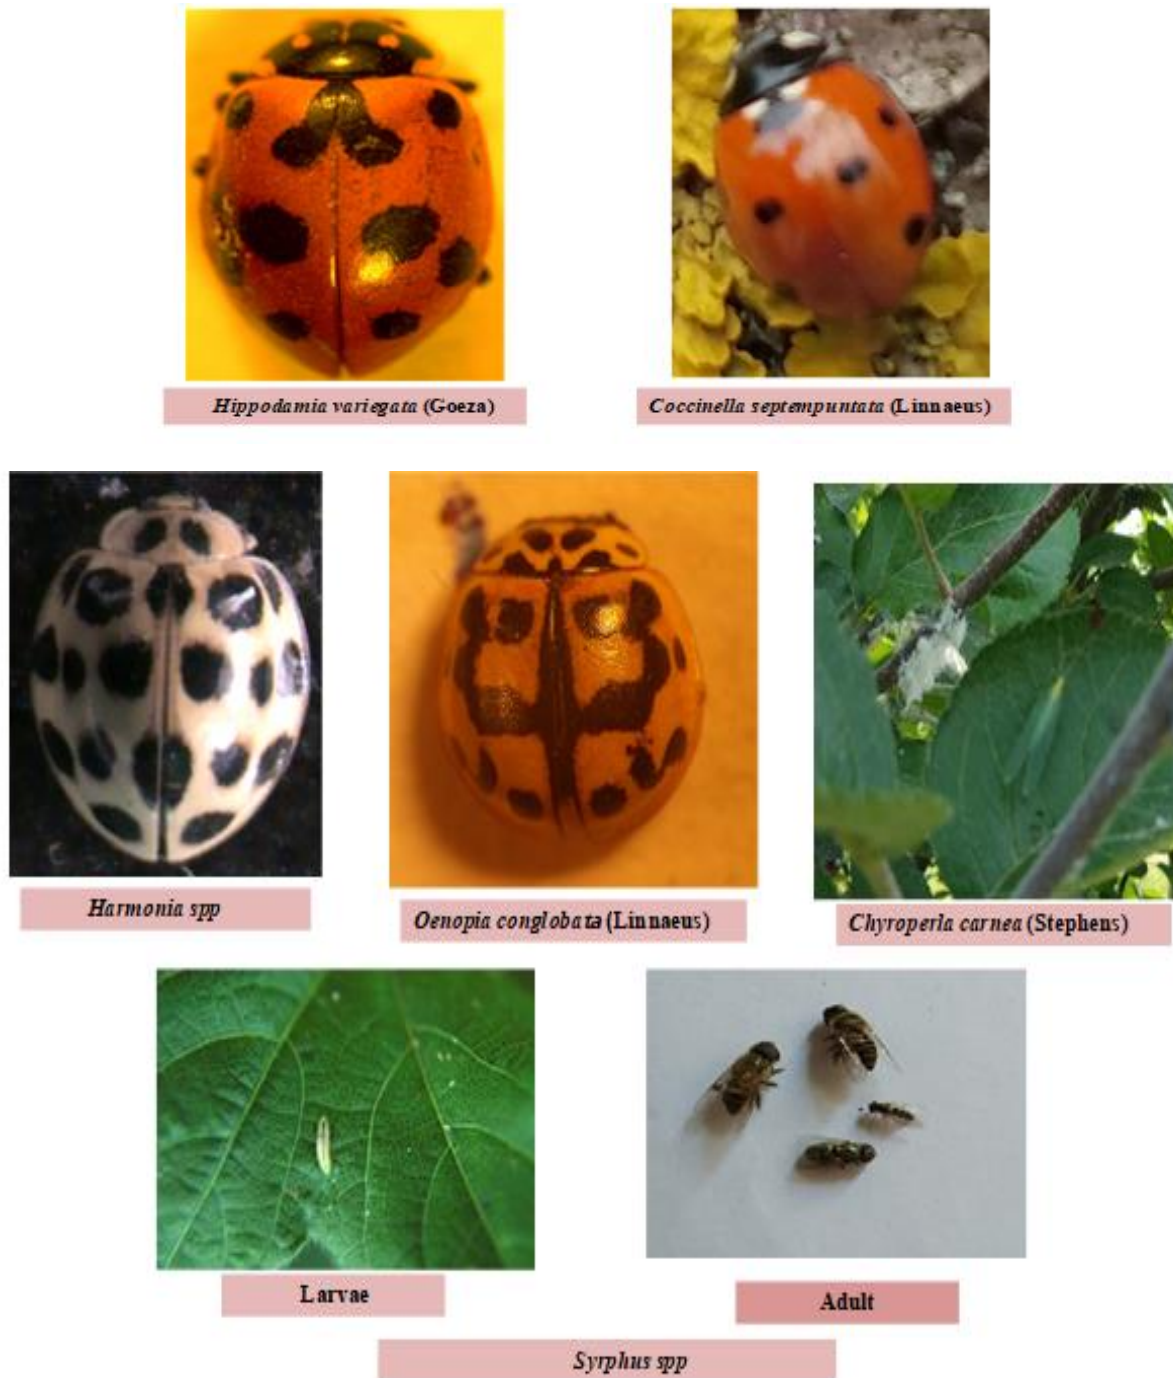 Hippodamia variegata (Goeza)
Coccinella septempuntata (Linnaeus)
Harmonia spp
Oenopia conglobata (Linnaeus)
Chyroperla carnea (Stephens)
Larvae
Adult
Syrphus spp